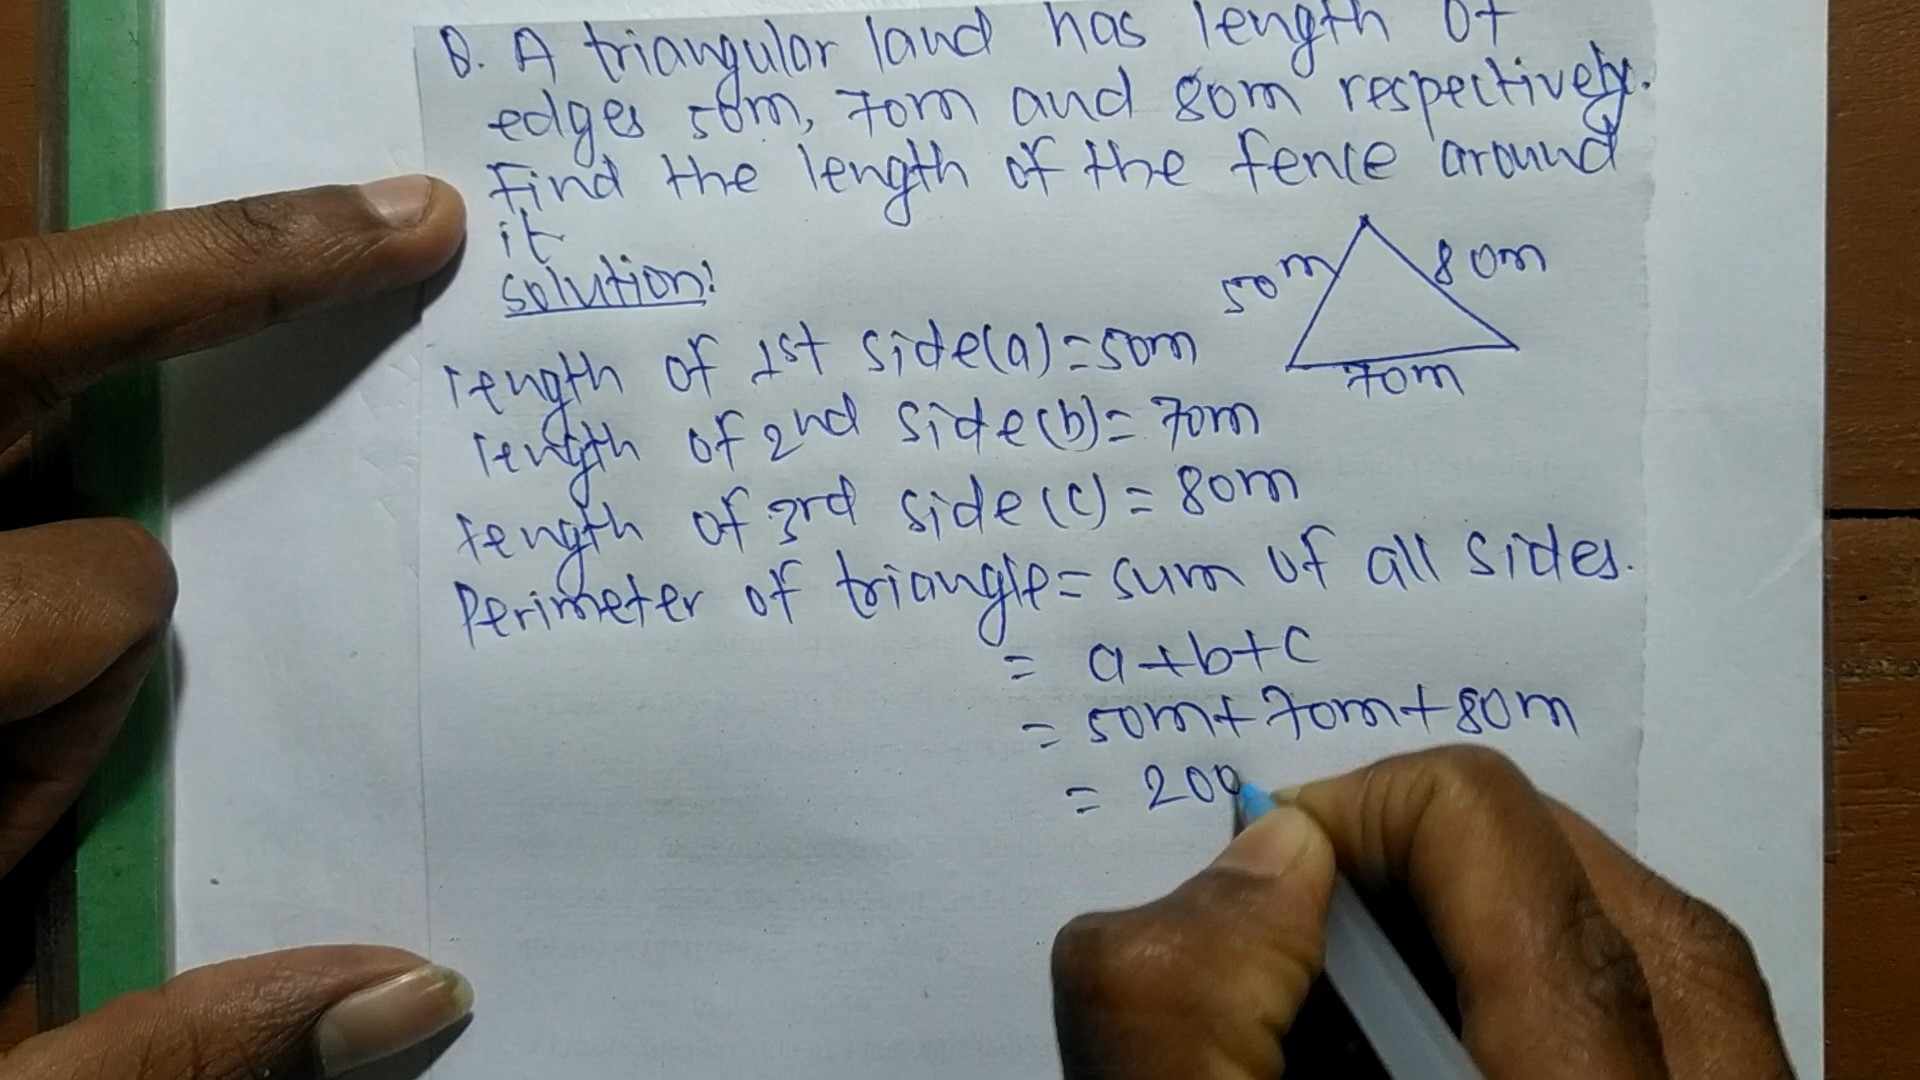 Q. A triangular land has length of
edges 50m, 70m and 80m respectively.
Find the length of the fence around
it
solution:
50m
80m
70m
length of 1st side(a)=50m
length of 2nd side(b)= 70m
length of 3rd side(c)= 80m
Perimeter of triangle= sum of all sides.
= a+b+c
= 50m+70m+80m
= 200